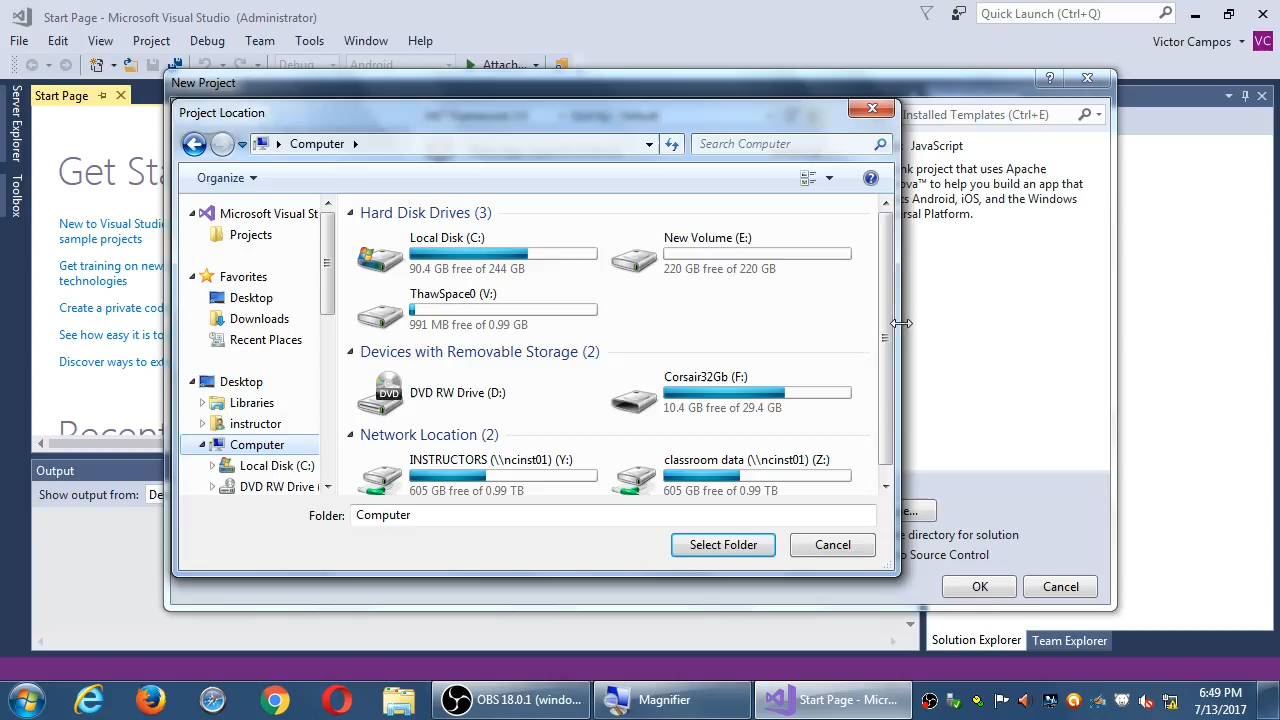 Start Page - Microsoft Visual Studio (Administrator)
Quick Launch (Ctrl+Q)
File Edit View Project Debug Team Tools Window Help
Victor Campos VC
Debug Android Attach...
New Project
Start Page
Server Explorer
Toolbox
Project Location
Installed Templates (Ctrl+E)
Computer
Search Computer
JavaScript
Organize
project that uses Apache
to help you build an app that
Android, iOS, and the Windows
Platform.
Get
New to Visual Studio
sample projects
Get training on new
technologies
Create a private code
See how easy it is to
Discover ways to
Microsoft Visual St
Projects
Favorites
Desktop
Downloads
Recent Places
Desktop
Libraries
instructor
Computer
Local Disk (C:)
DVD RW Drive
Hard Disk Drives (3)
Local Disk (C:)
90.4 GB free of 244 GB
New Volume (E:)
220 GB free of 220 GB
ThawSpace0 (V:)
991 MB free of 0.99 GB
Devices with Removable Storage (2)
DVD RW Drive (D:)
Corsair32Gb (F:)
10.4 GB free of 29.4 GB
DVD
Network Location (2)
INSTRUCTORS (\\ncinst01) (Y:)
605 GB free of 0.99 TB
classroom data (\\ncinst01) (Z:)
605 GB free of 0.99 TB
Folder: Computer
Select Folder Cancel
Output
Show output from:
e...
directory for solution
Source Control
OK Cancel
Solution Explorer Team Explorer
OBS 18.0.1 (windo...
Magnifier
Start Page - Micr...
6:49 PM
7/13/2017